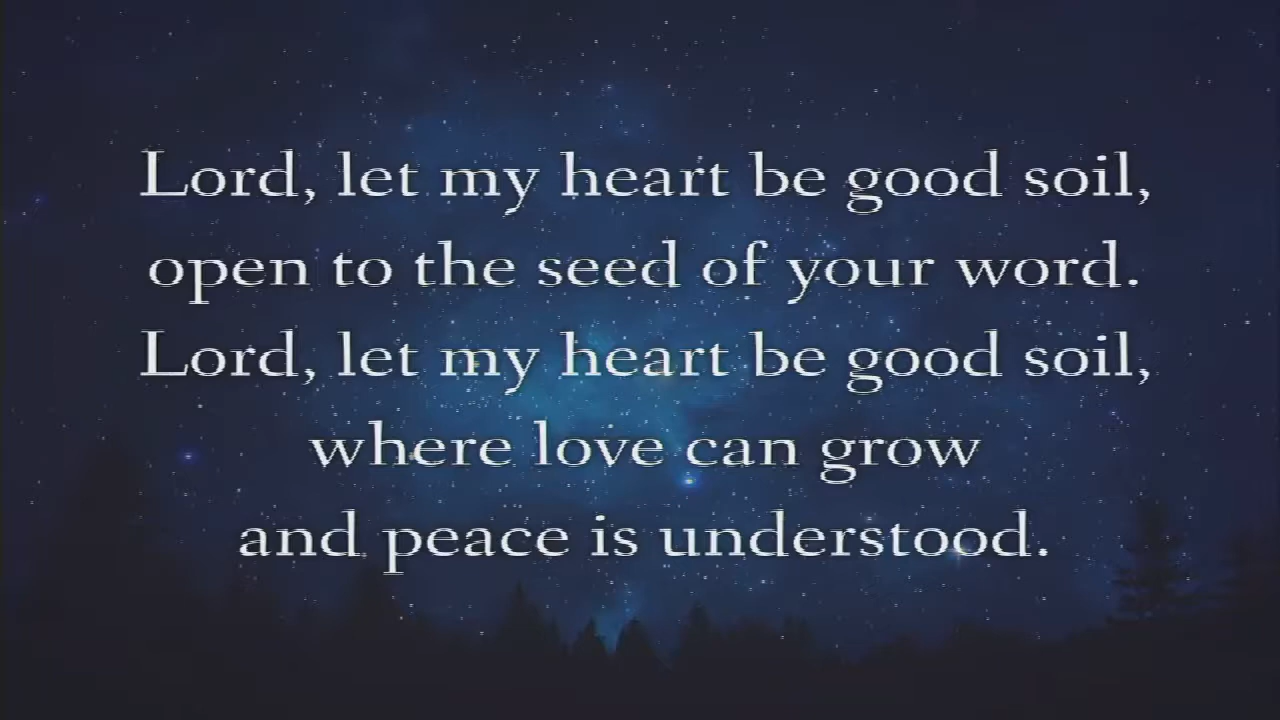 Lord, let my heart be good soil,
open to the seed of your word.
Lord, let my heart be good soil,
where love can grow
and peace is understood.